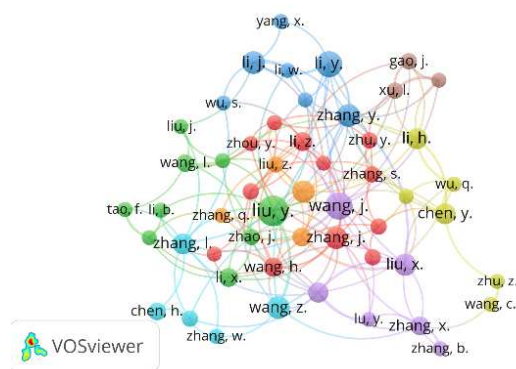 yang, x.
gao, j.
li, j.
li, w.
li, y.
xu, l.
wu, s.
zhang, y.
liu, j.
zhou, y.
li, z.
zhu, y.
li, h.
wang, l.
liu, z.
zhang, s.
wu, q.
tao, f.
li, b.
zhang, q.
liu, y.
wang, j.
chen, y.
zhang, l.
zhao, j.
zhang, j.
wang, h.
liu, x.
li, x.
zhu, z.
wang, c.
chen, h.
wang, z.
lu, y.
zhang, x.
zhang, w.
zhang, b.
VOSviewer